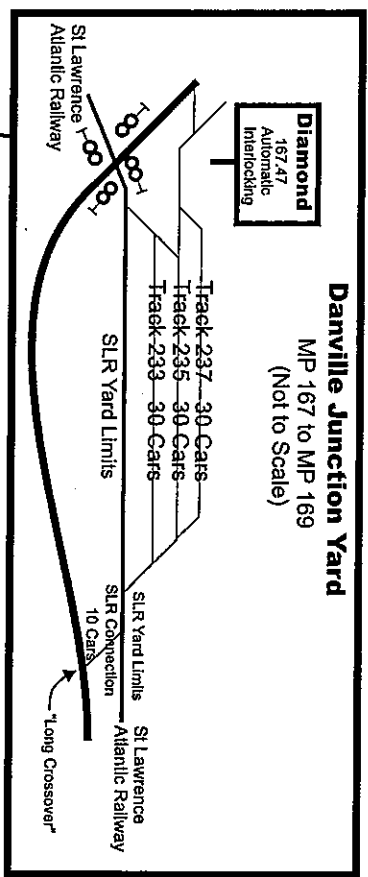 Danville Junction Yard
MP 167 to MP 169
(Not to Scale)
Diamond
167.47
Automatic
Interlocking
Track 237 30 Cars
Track 235 30 Cars
Track 233 30 Cars
SLR Yard Limits
St Lawrence
Atlantic Railway
SLR Yard Limits
SLR Connection
10 Cars
St Lawrence
Atlantic Railway
"Long Crossover"